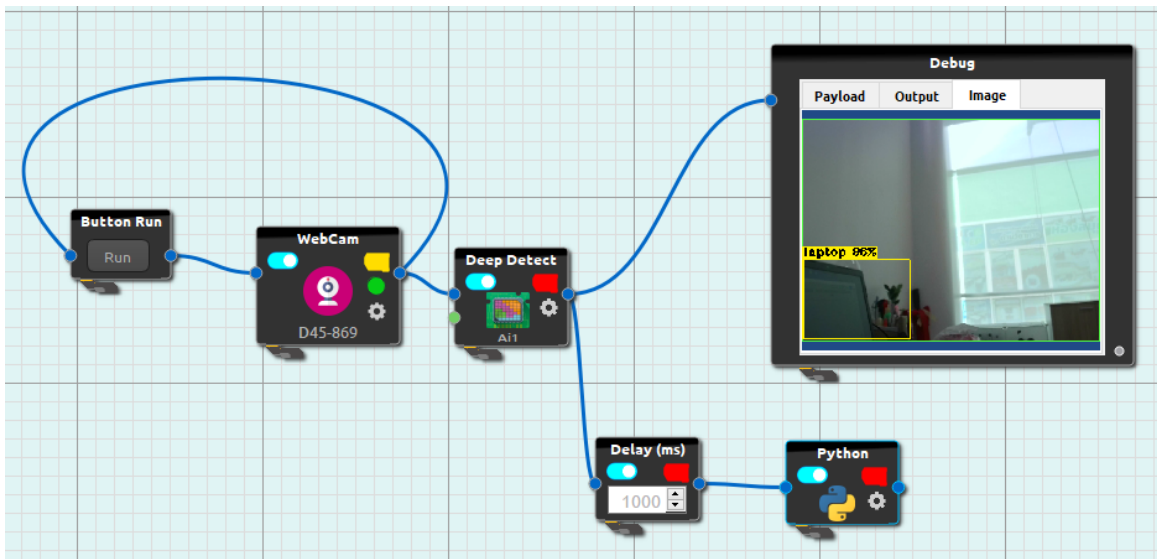 Debug
Payload Output Image
laptop 96%
Button Run
Run
WebCam
D45-869
Deep Detect
Ai1
Delay (ms)
1000
Python